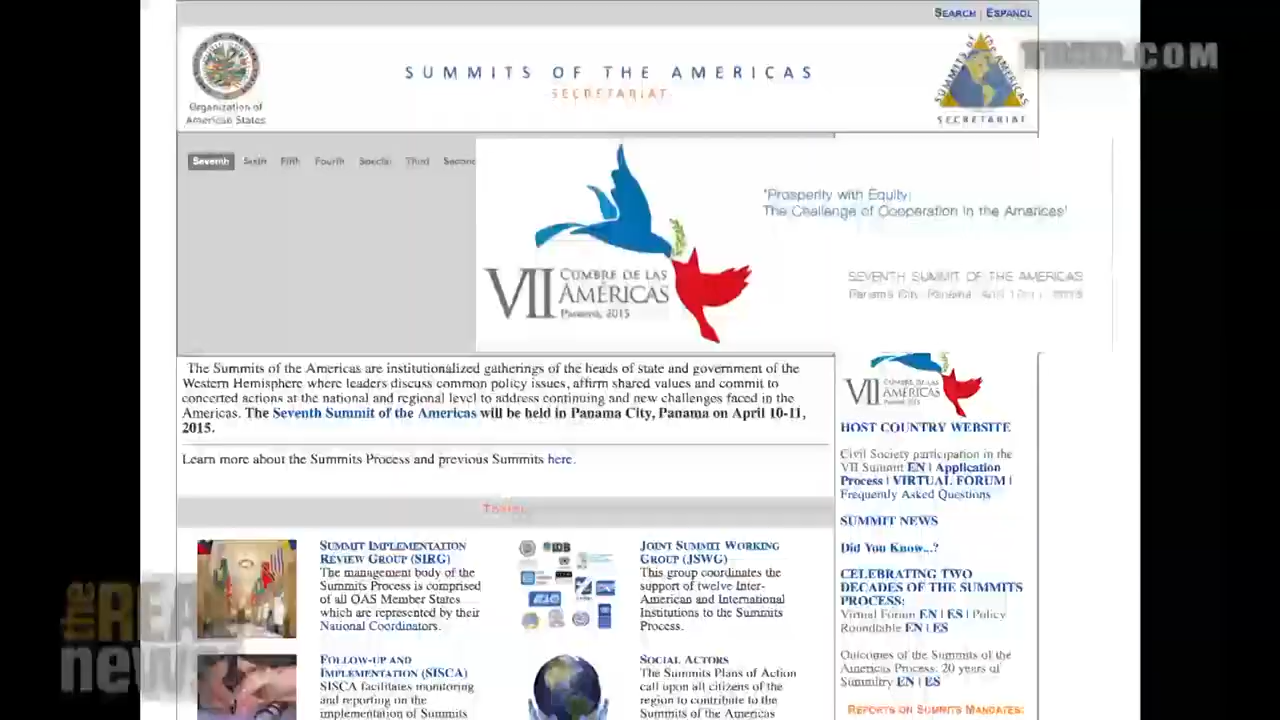 SEARCH | ESPAÑOL
SUMMITS OF THE AMERICAS
SECRETARIAT
Organization of
American States
SUMMITS OF THE AMERICAS
SECRETARIAT
.COM
Seventh Sixth Fifth Fourth Special Third Second
"Prosperity with Equity:
The Challenge of Cooperation in the Americas"
VII CUMBRE DE LAS
AMÉRICAS
Panamá, 2015
SEVENTH SUMMIT OF THE AMERICAS
Panama City, Panama
The Summits of the Americas are institutionalized gatherings of the heads of state and government of the
Western Hemisphere where leaders discuss common policy issues, affirm shared values and commit to
concerted actions at the national and regional level to address continuing and new challenges faced in the
Americas. The Seventh Summit of the Americas will be held in Panama City, Panama on April 10-11,
2015.
Learn more about the Summits Process and previous Summits here.
VII CUMBRE DE LAS
AMÉRICAS
HOST COUNTRY WEBSITE
Civil Society participation in the
VII Summit EN | Application
Process | VIRTUAL FORUM |
Frequently Asked Questions
SUMMIT NEWS
Did You Know...?
CELEBRATING TWO
DECADES OF THE SUMMITS
PROCESS:
Virtual Forum EN | ES | Policy
Roundtable EN | ES
Outcomes of the Summits of the
Americas Process: 20 years of
Summitry EN | ES
REPORTS ON SUMMITS MANDATES:
SUMMIT IMPLEMENTATION
REVIEW GROUP (SIRG)
The management body of the
Summits Process is comprised
of all OAS Member States
which are represented by their
National Coordinators.
IDB
JOINT SUMMIT WORKING
GROUP (JSWG)
This group coordinates the
support of twelve Inter-
American and International
Institutions to the Summits
Process.
FOLLOW-UP AND
IMPLEMENTATION (SISCA)
SISCA facilitates monitoring
and reporting on the
implementation of Summits
SOCIAL ACTORS
The Summits Plans of Action
call upon all citizens of the
region to contribute to the
Summits of the Americas
the REAL
news